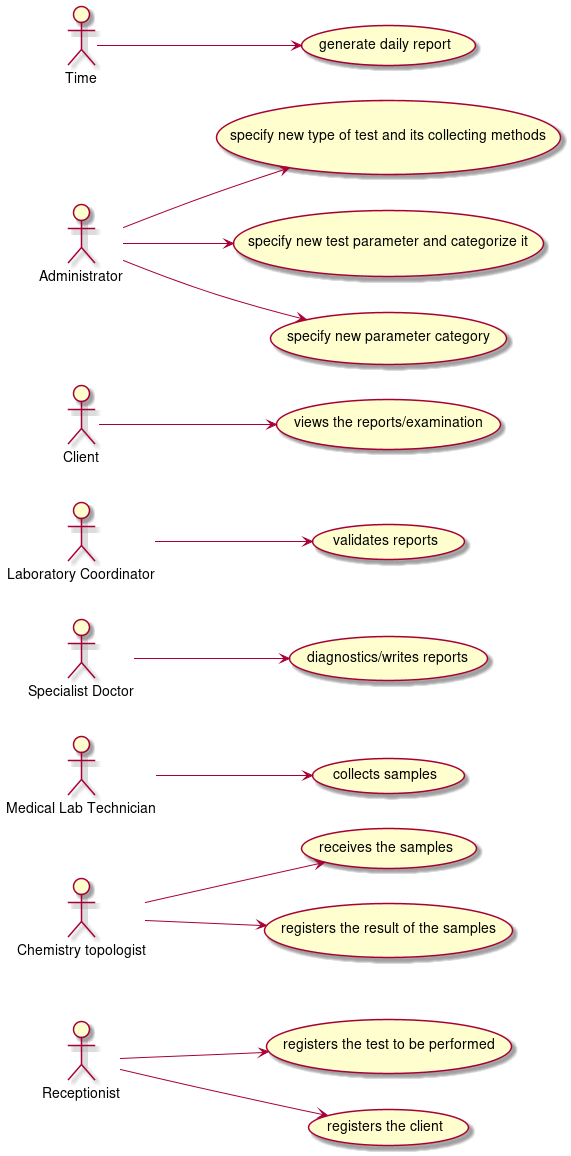 generate daily report
Time
specify new type of test and its collecting methods
specify new test parameter and categorize it
Administrator
specify new parameter category
views the reports/examination
Client
validates reports
Laboratory Coordinator
diagnostics/writes reports
Specialist Doctor
collects samples
Medical Lab Technician
receives the samples
registers the result of the samples
Chemistry topologist
registers the test to be performed
Receptionist
registers the client